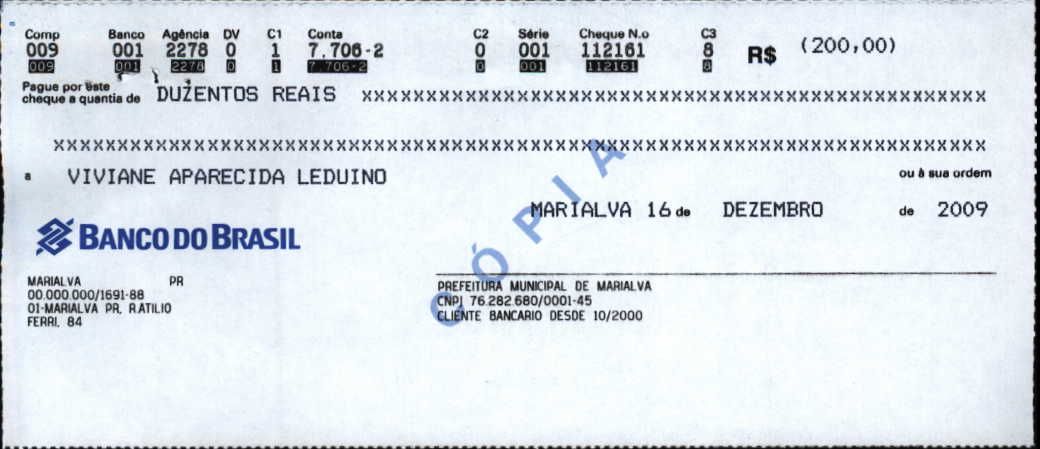 Comp Banco Agência DV C1 Conta C2 Série Cheque N.o C3
009 001 2278 0 1 7.706-2 0 001 112161 8 R$ (200,00)
009 001 2278 0 1 7.706-2 0 001 112161 8
Pague por este
cheque a quantia de DUZENTOS REAIS XXXXXXXXXXXXXXXXXXXXXXXXXXXXXXXXXXXXXXXXXXXXXXXXXXXXXXXXXX
XXXXXXXXXXXXXXXXXXXXXXXXXXXXXXXXXXXXXXXXXXXXXXXXXXXXXXXXXXXXXXXXXXXXXXXXXXXXXXXXXXXXXXX
a VIVIANE APARECIDA LEDUINO ou à sua ordem
MARIALVA 16 de DEZEMBRO de 2009
CÓPIA
BANCO DO BRASIL
MARIALVA PR
00.000.000/1691-88
01-MARIALVA PR, R.ATILIO
FERRI, 84
PREFEITURA MUNICIPAL DE MARIALVA
CNPJ 76.282.680/0001-45
CLIENTE BANCARIO DESDE 10/2000